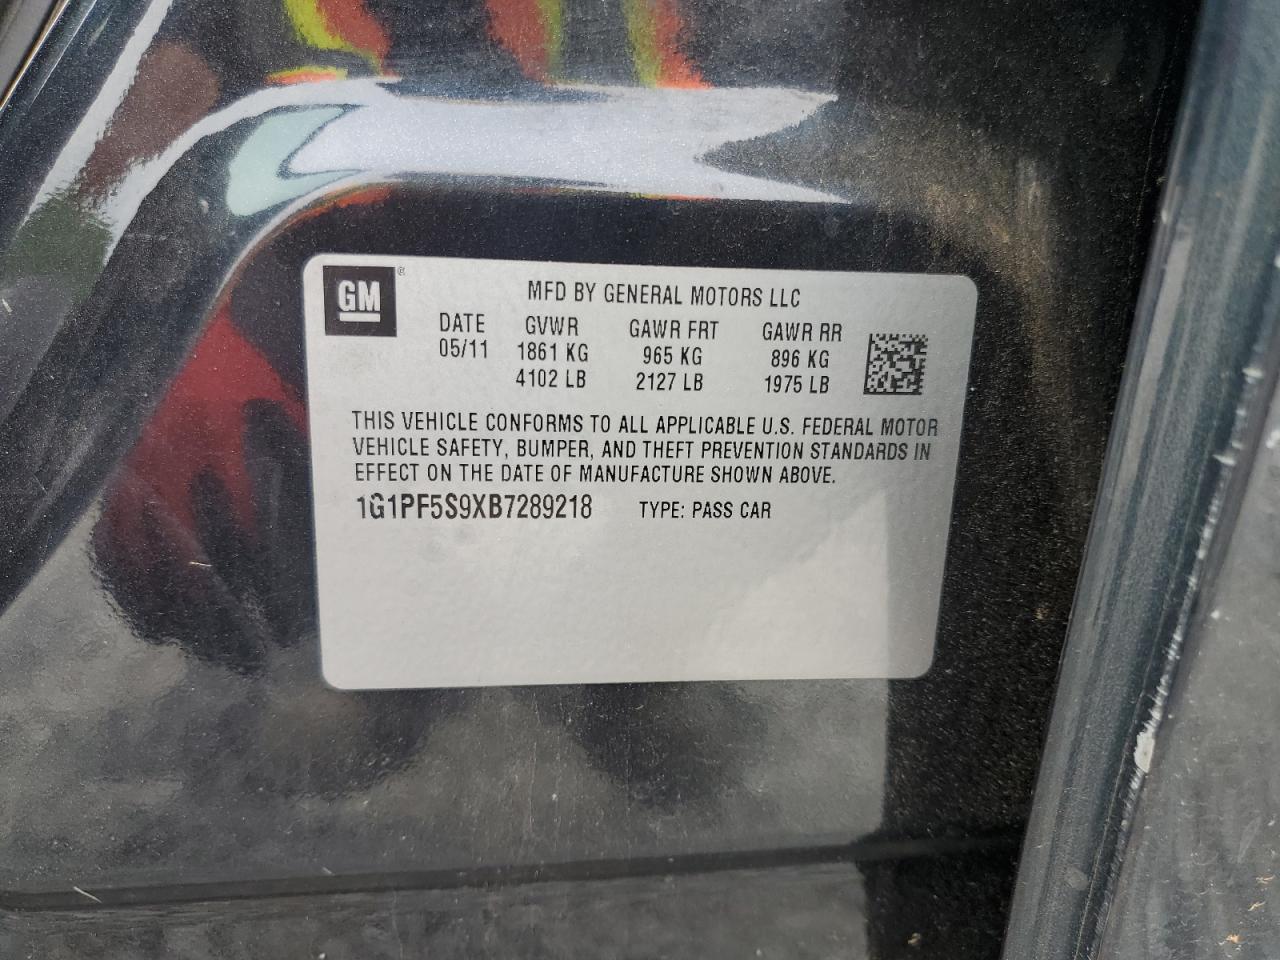 GM
MFD BY GENERAL MOTORS LLC
DATE GVWR GAWR FRT GAWR RR
05/11 1861 KG 965 KG 896 KG
4102 LB 2127 LB 1975 LB
THIS VEHICLE CONFORMS TO ALL APPLICABLE U.S. FEDERAL MOTOR
VEHICLE SAFETY, BUMPER, AND THEFT PREVENTION STANDARDS IN
EFFECT ON THE DATE OF MANUFACTURE SHOWN ABOVE.
1G1PF5S9XB7289218 TYPE: PASS CAR